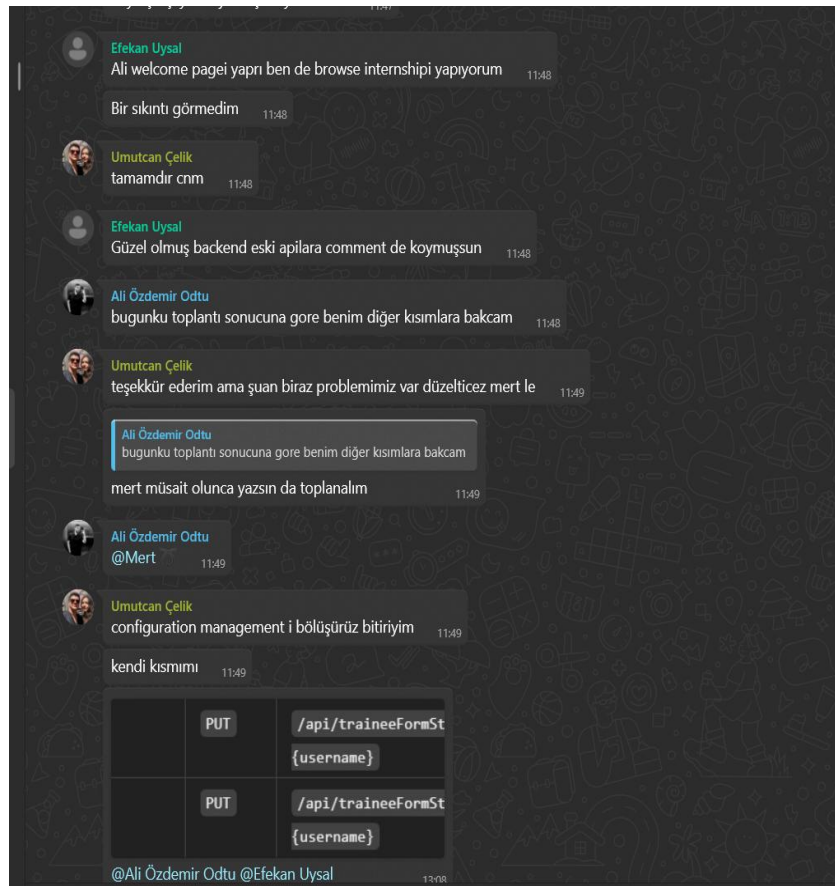 11:47
Efekan Uysal
Ali welcome pagei yaprı ben de browse internshipi yapıyorum 11:48
Bir sıkıntı görmedim 11:48
Umutcan Çelik
tamamdır cnm 11:48
Efekan Uysal
Güzel olmuş backend eski apilara comment de koymuşsun 11:48
Ali Özdemir Odtu
bugunku toplantı sonucuna gore benim diğer kısımlara bakcam 11:48
Umutcan Çelik
teşekkür ederim ama şuan biraz problemimiz var düzelticez mert le 11:49
Ali Özdemir Odtu
bugunku toplantı sonucuna gore benim diğer kısımlara bakcam
mert müsait olunca yazsın da toplanalım 11:49
Ali Özdemir Odtu
@Mert 11:49
Umutcan Çelik
configuration management i bölüşürüz bitiriyim 11:49
kendi kısmımı 11:49
PUT /api/traineeFormSt
{username}
PUT /api/traineeFormSt
{username}
@Ali Özdemir Odtu @Efekan Uysal 13:08